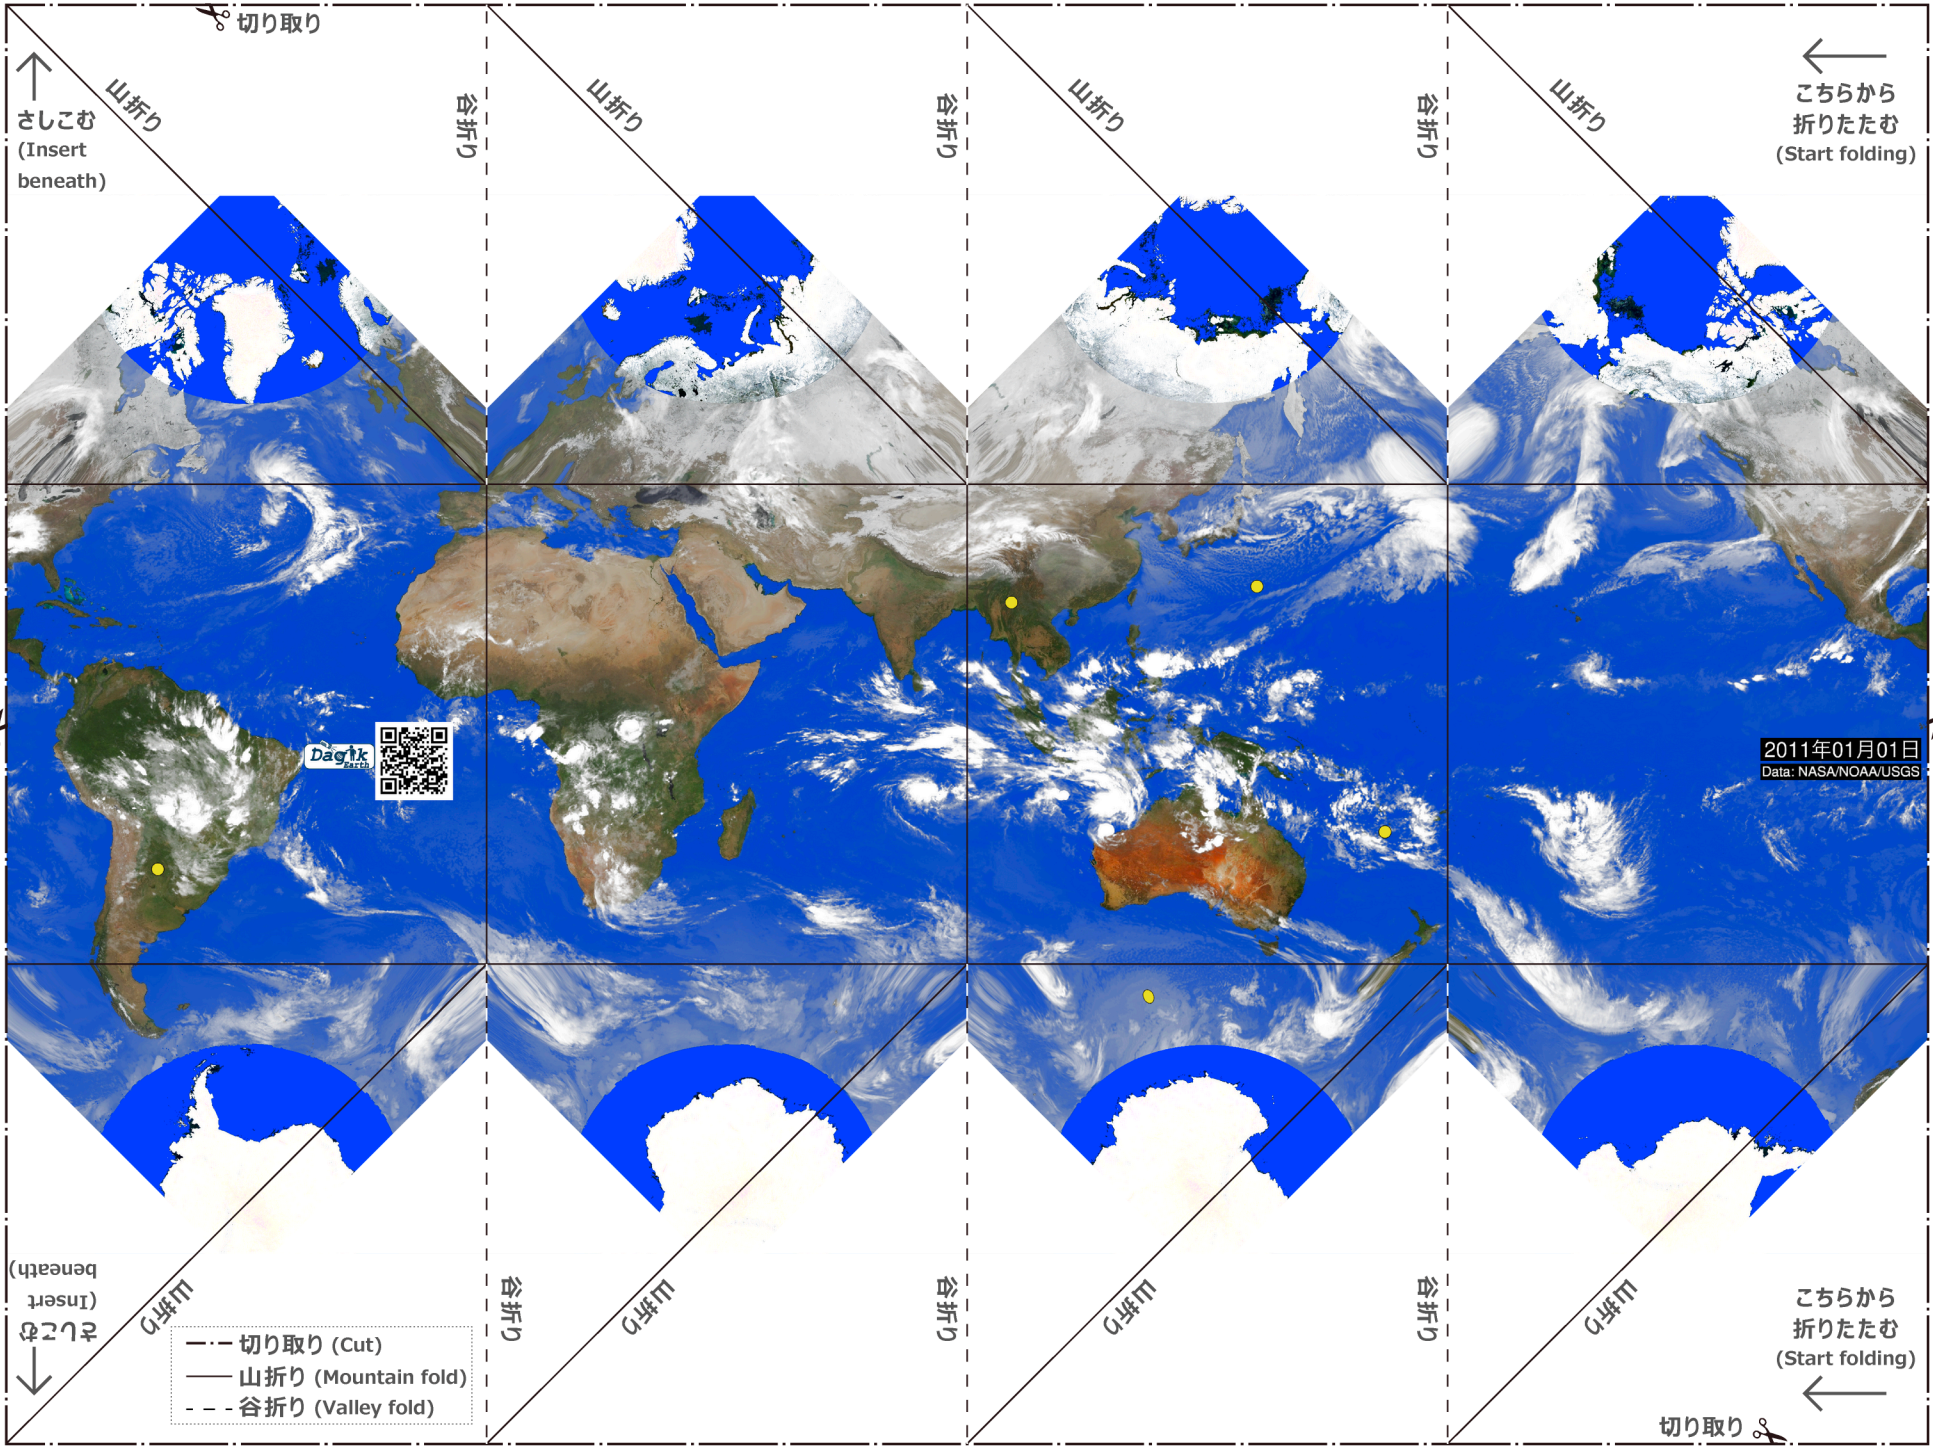 切り取り
山折り
谷折り
山折り
谷折り
山折り
谷折り
山折り
さしこむ
(Insert
beneath)
こちらから
折りたたむ
(Start folding)
Dagik
Earth
2011年01月01日
Data: NASA/NOAA/USGS
さしこむ
(Insert
beneath)
山折り
谷折り
山折り
谷折り
山折り
谷折り
山折り
切り取り (Cut)
山折り (Mountain fold)
谷折り (Valley fold)
こちらから
折りたたむ
(Start folding)
切り取り